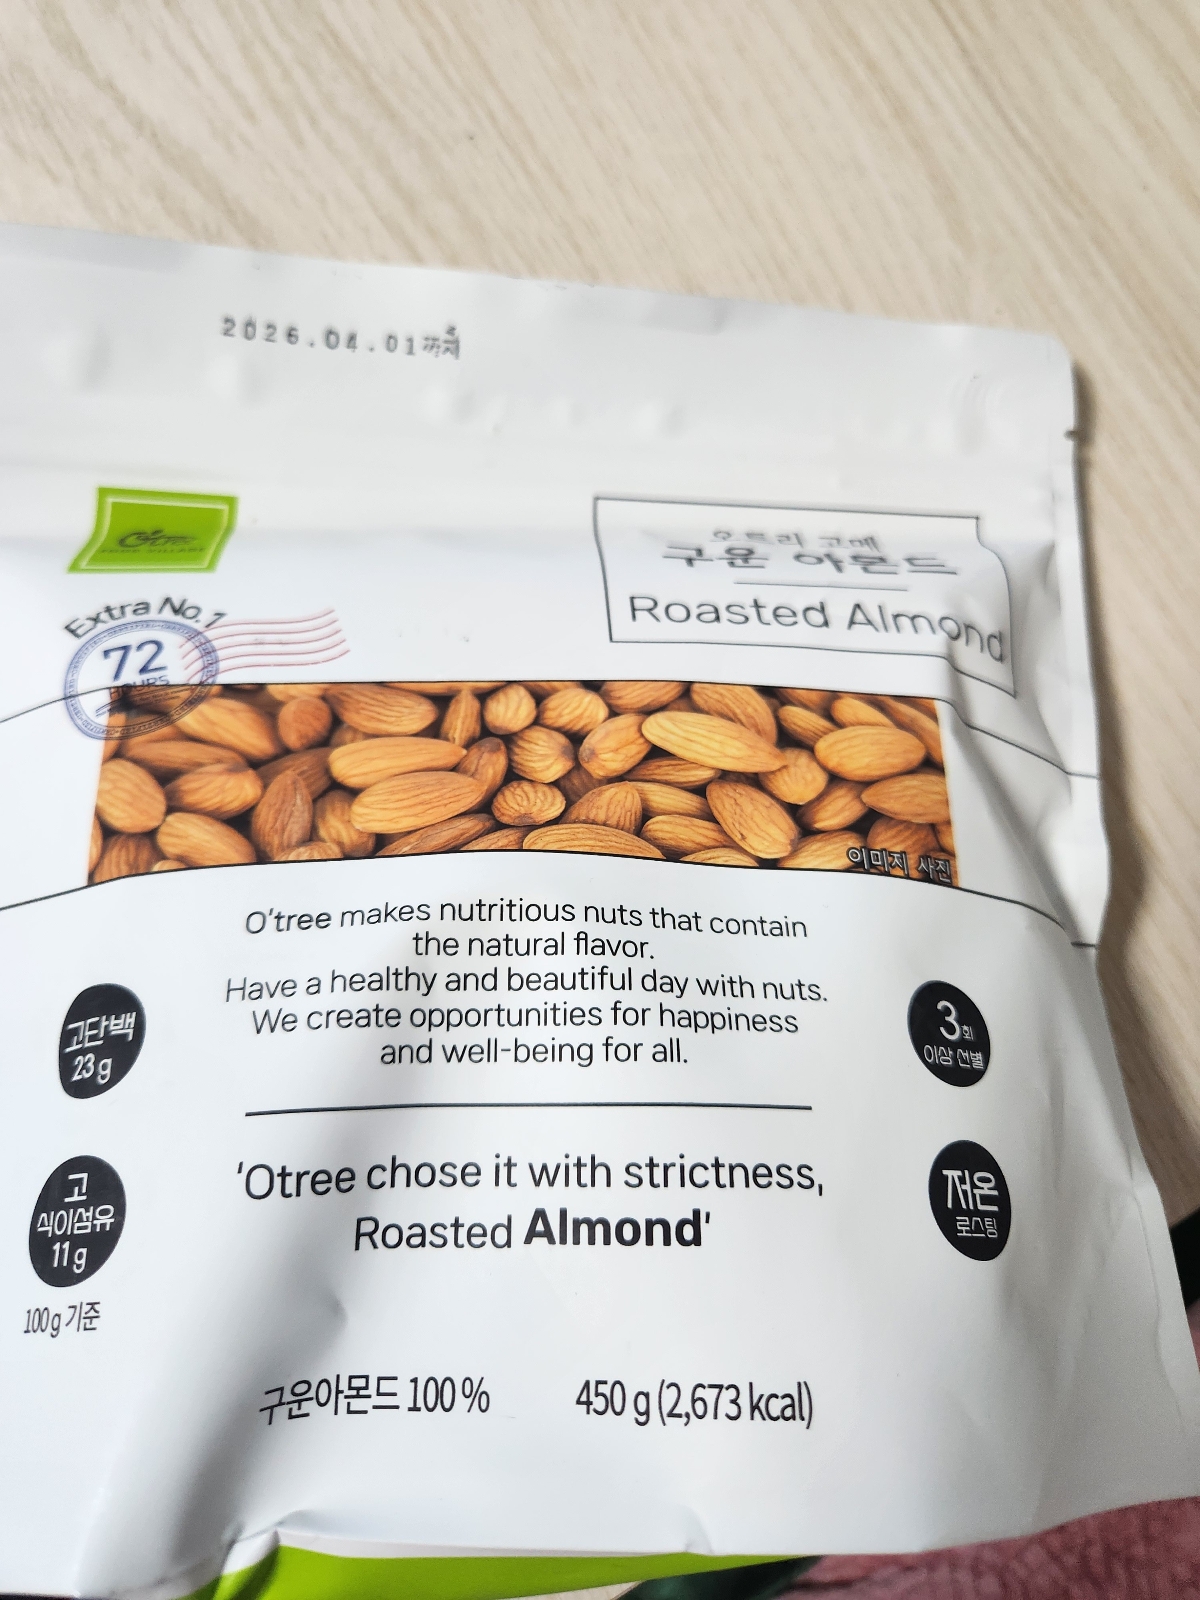 2026.04.01까지
Extra No.1
72
HOURS
오트리 고메
구운 아몬드
Roasted Almond
이미지 사진
O'tree makes nutritious nuts that contain
the natural flavor.
Have a healthy and beautiful day with nuts.
We create opportunities for happiness
and well-being for all.
고단백
23g
3회
이상 선별
'Otree chose it with strictness,
Roasted Almond'
고
식이섬유
11g
100g 기준
저온
로스팅
구운아몬드 100%
450 g (2,673 kcal)